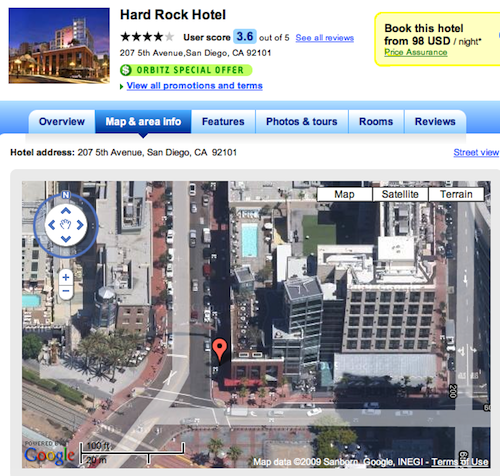 Hard Rock Hotel
User score 3.6 out of 5 See all reviews
207 5th Avenue,San Diego, CA 92101
$ ORBITZ SPECIAL OFFER
View all promotions and terms
Book this hotel
from 98 USD / night*
Price Assurance
Overview Map & area info Features Photos & tours Rooms Reviews
Hotel address: 207 5th Avenue, San Diego, CA 92101 Street view
Map Satellite Terrain
N
+
−
200
POWERED BY
Google
100 ft
20 m
Map data ©2009 Sanborn, Google, INEGI - Terms of Use